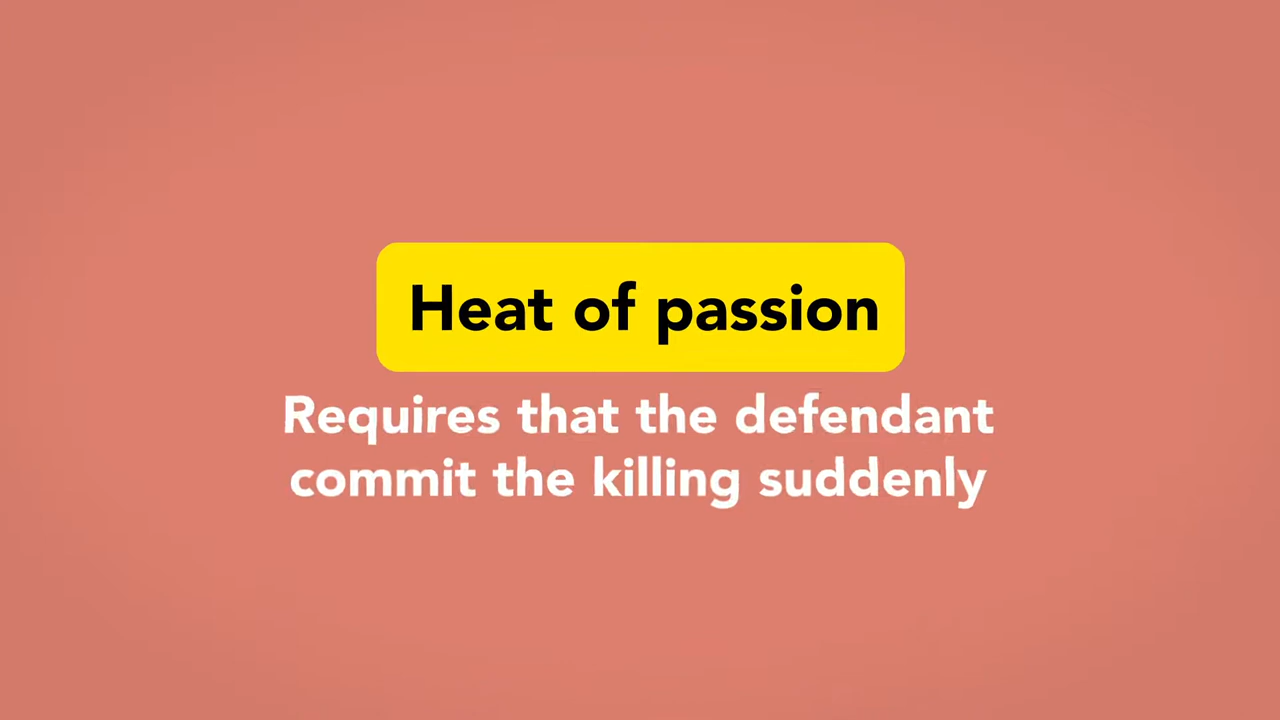 Heat of passion
Requires that the defendant
commit the killing suddenly